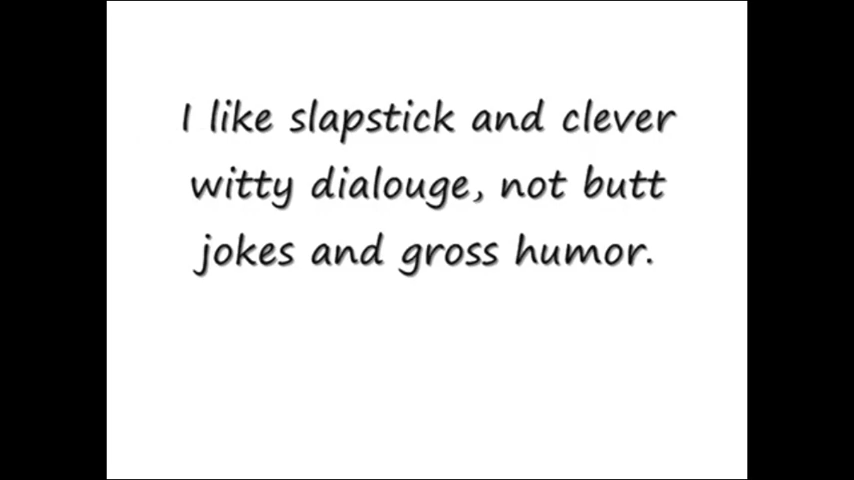 I like slapstick and clever
witty dialouge, not butt
jokes and gross humor.